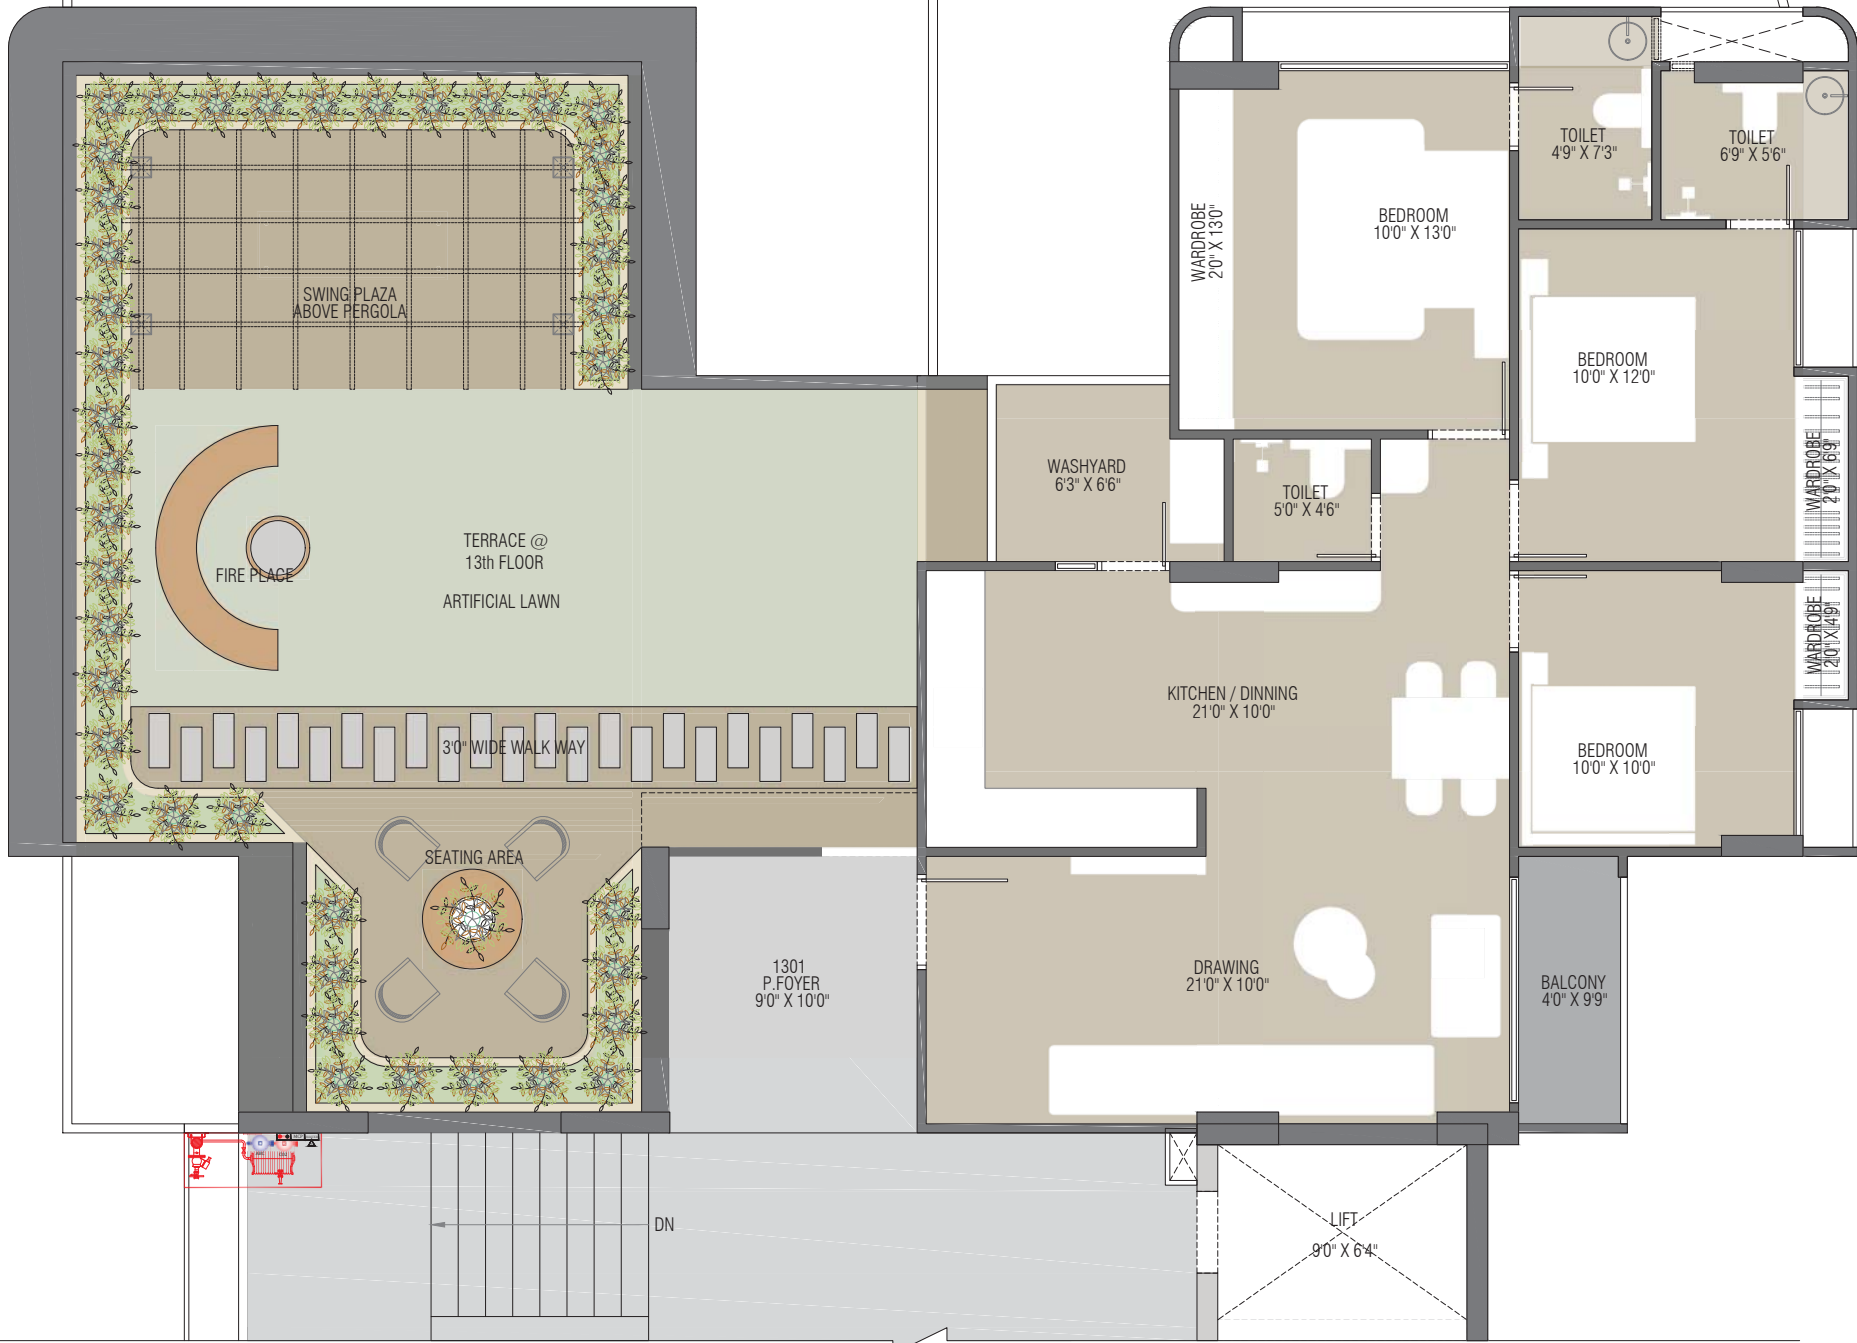 TOILET
4'9" X 7'3"
TOILET
6'9" X 5'6"
WARDROBE
2'0" X 13'0"
BEDROOM
10'0" X 13'0"
SWING PLAZA
ABOVE PERGOLA
BEDROOM
10'0" X 12'0"
WARDROBE
2'0" X 6'9"
WASHYARD
6'3" X 6'6"
TOILET
5'0" X 4'6"
TERRACE @
13th FLOOR
ARTIFICIAL LAWN
FIRE PLACE
WARDROBE
2'0" X 4'9"
KITCHEN / DINNING
21'0" X 10'0"
3'0" WIDE WALK WAY
BEDROOM
10'0" X 10'0"
SEATING AREA
1301
P.FOYER
9'0" X 10'0"
DRAWING
21'0" X 10'0"
BALCONY
4'0" X 9'9"
DN
LIFT
9'0" X 6'4"